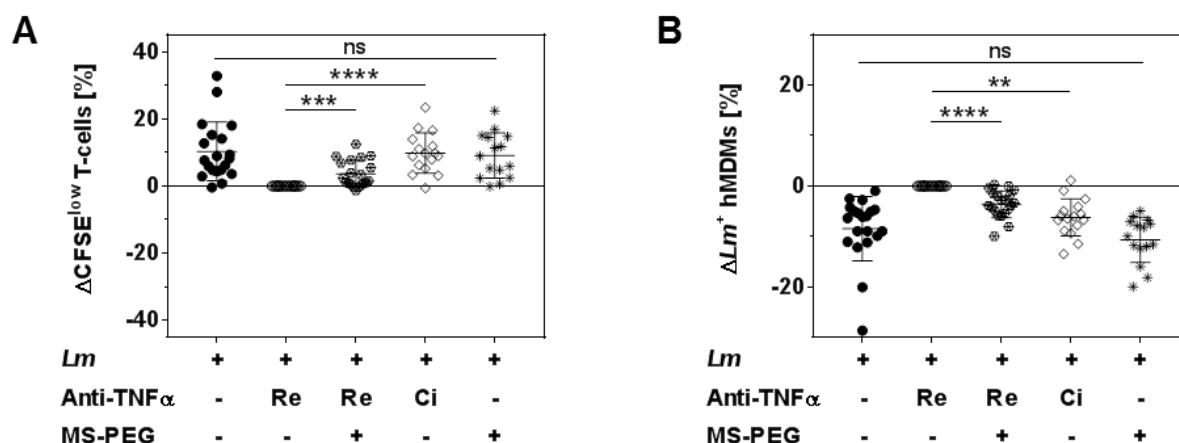 A
ns
****
***
ΔCFSE^low T-cells [%]
40
20
0
-20
-40
Lm + + + + +
Anti-TNFα - Re Re Ci -
MS-PEG - - + - +
B
ns
**
****
ΔLm⁺ hMDMs [%]
20
0
-20
Lm + + + + +
Anti-TNFα - Re Re Ci -
MS-PEG - - + - +